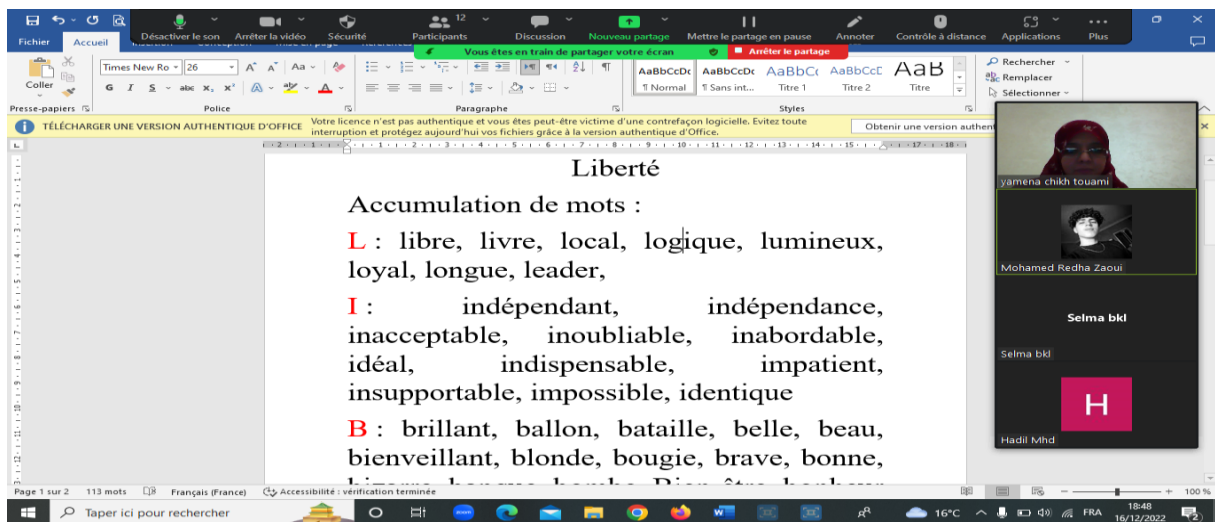 12
Désactiver le son Arrêter la vidéo Sécurité Participants Discussion Nouveau partage Mettre le partage en pause Annoter Contrôle à distance Applications Plus
Fichier Accueil
Vous êtes en train de partager votre écran Arrêter le partage
Coller
Times New Ro 26
G I S abc x₂ x²
AaBbCcDc AaBbCcDc AaBbCc AaBbCcC AaB
¶ Normal ¶ Sans int... Titre 1 Titre 2 Titre
Rechercher
Remplacer
Sélectionner
Presse-papiers Police Paragraphe Styles
TÉLÉCHARGER UNE VERSION AUTHENTIQUE D'OFFICE Votre licence n'est pas authentique et vous êtes peut-être victime d'une contrefaçon logicielle. Evitez toute
interruption et protégez aujourd'hui vos fichiers grâce à la version authentique d'Office. Obtenir une version authent
Liberté
Accumulation de mots :
L : libre, livre, local, logique, lumineux,
loyal, longue, leader,
I : indépendant, indépendance,
inacceptable, inoubliable, inabordable,
idéal, indispensable, impatient,
insupportable, impossible, identique
B : brillant, ballon, bataille, belle, beau,
bienveillant, blonde, bougie, brave, bonne,
yamena chikh touami
Mohamed Redha Zaoui
Selma bkl
Selma bkl
H
Hadil Mhd
Page 1 sur 2 113 mots Français (France) Accessibilité : vérification terminée 100 %
Taper ici pour rechercher 16°C FRA 18:48
16/12/2022